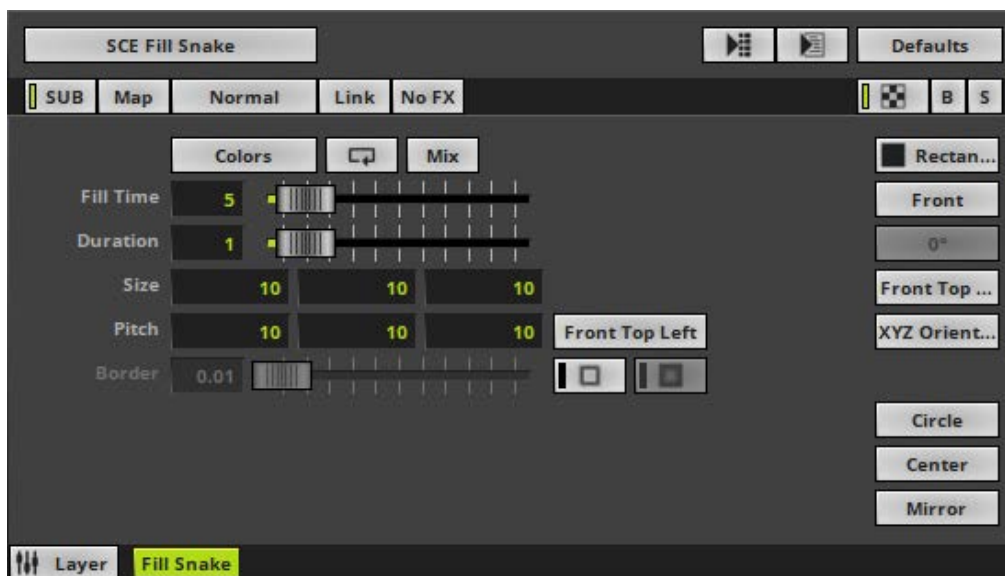 SCE Fill Snake Defaults
SUB Map Normal Link No FX B S
Colors Mix Rectan...
Fill Time 5 Front
Duration 1 0°
Size 10 10 10 Front Top ...
Pitch 10 10 10 Front Top Left XYZ Orient...
Border 0.01
Circle
Center
Mirror
Layer Fill Snake